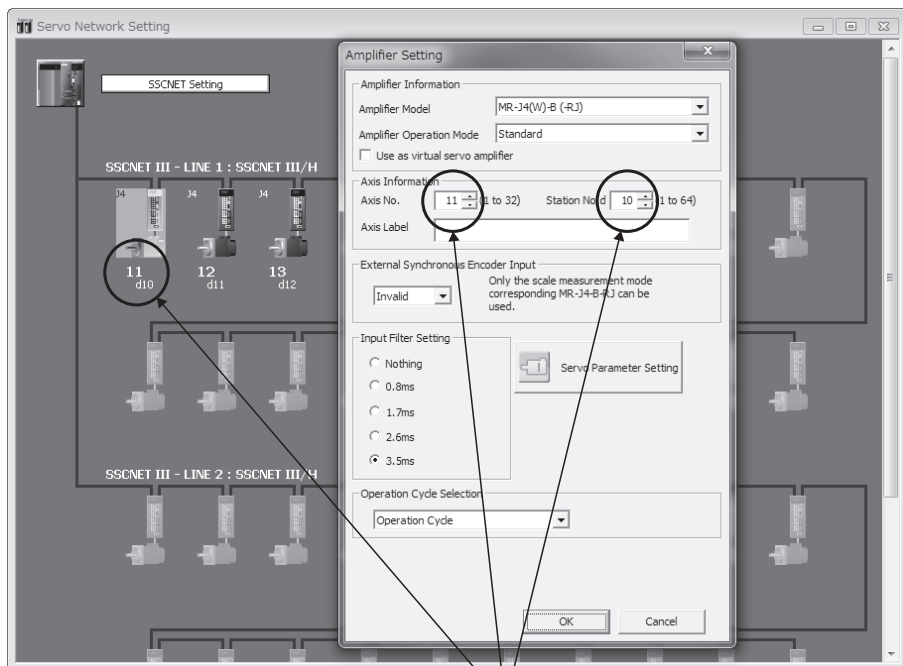 Servo Network Setting
SSCNET Setting
SSCNET III - LINE 1 : SSCNET III/H
J4
J4
J4
11
d10
12
d11
13
d12
SSCNET III - LINE 2 : SSCNET III/H
Amplifier Setting
Amplifier Information
Amplifier Model
MR-J4(W)-B (-RJ)
Amplifier Operation Mode
Standard
Use as virtual servo amplifier
Axis Information
Axis No.
11
(1 to 32)
Station No.
d
10
(1 to 64)
Axis Label
External Synchronous Encoder Input
Invalid
Only the scale measurement mode
corresponding MR-J4-B-RJ can be
used.
Input Filter Setting
Nothing
0.8ms
1.7ms
2.6ms
3.5ms
Servo Parameter Setting
Operation Cycle Selection
Operation Cycle
OK
Cancel